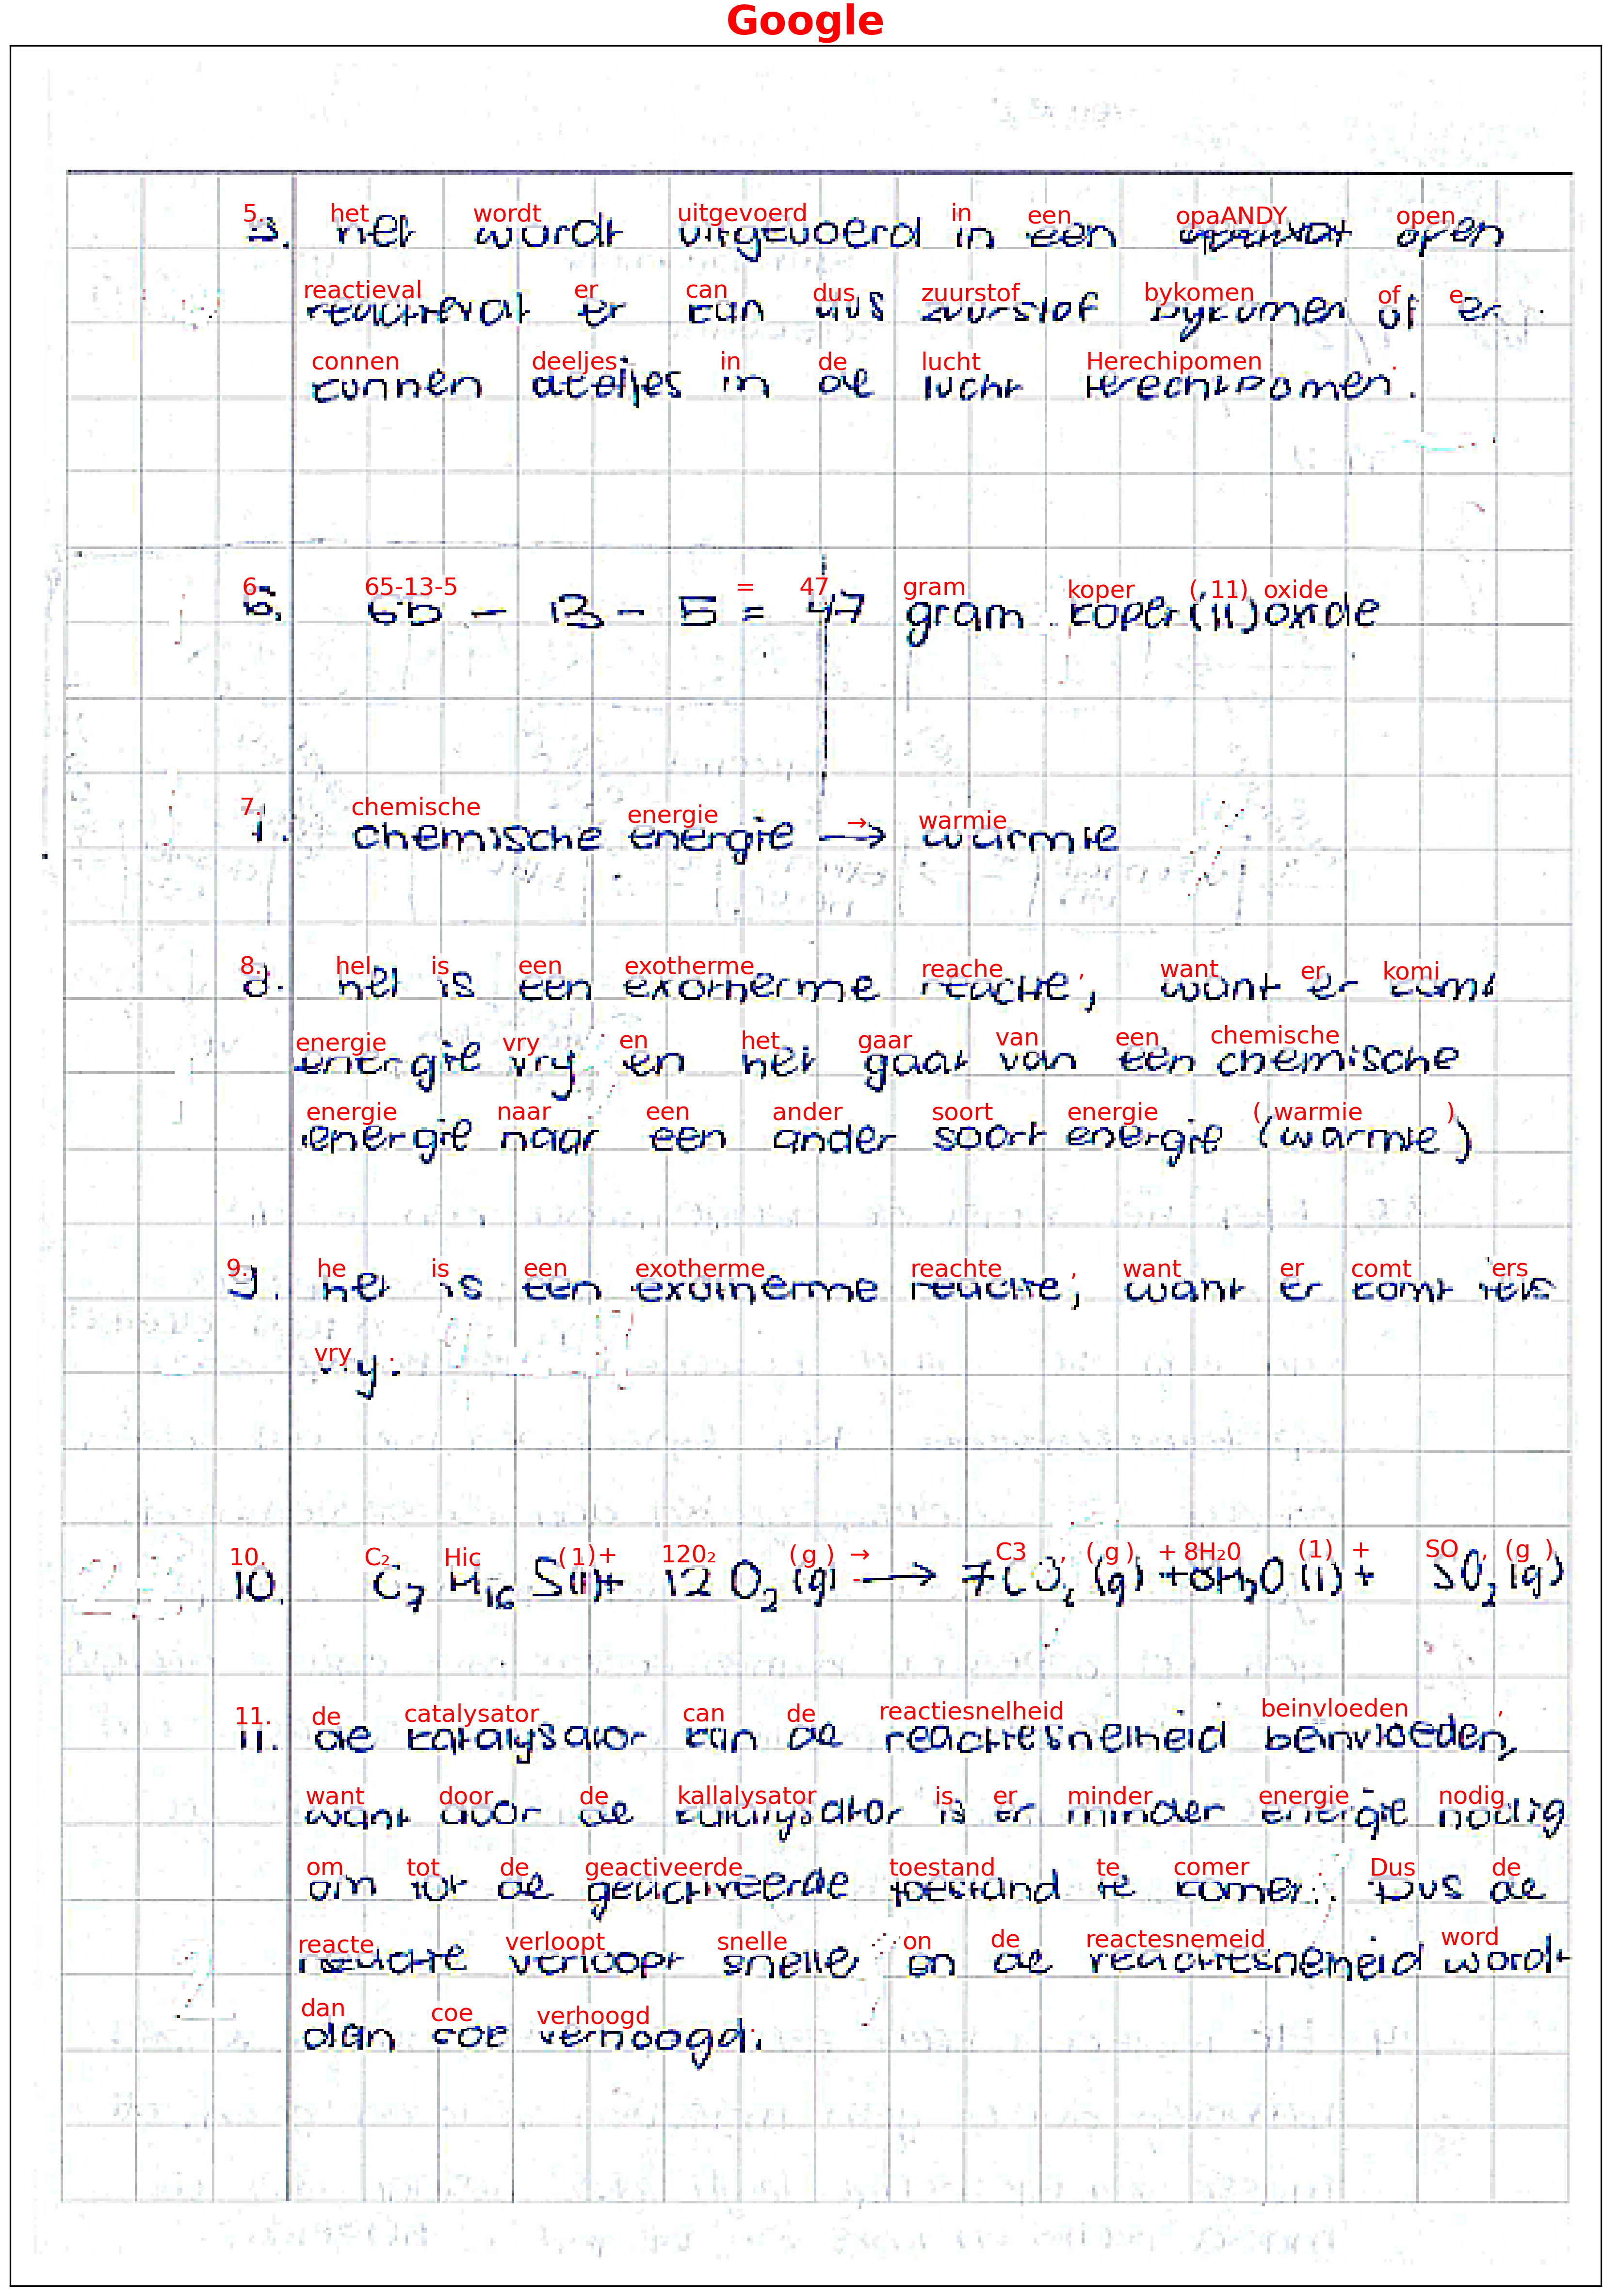 Google
5. het wordt uitgevoerd in een opaANDY open
5. het wordt uitgevoerd in een open
reactieval er can dus zuurstof bykomen of e
reactievat er kan dus zuurstof bykomen of er
connen deeljes in de lucht Herechipomen .
kunnen deeltjes in de lucht terechtkomen.
6. 65-13-5 = 47 gram koper ( 11) oxide
6. 65 - 13 - 5 = 47 gram koper(11)oxide
7. chemische energie → warmie
7. chemische energie → warmte
8. hel is een exotherme reache , want er komi
8. het is een exotherme reactie, want er komt
energie vry en het gaar van een chemische
energie vry en het gaat van een chemische
energie naar een ander soort energie ( warmie )
energie naar een ander soort energie (warmte)
9. he is een exotherme reachte , want er comt 'ers
9. het is een exotherme reactie, want er komt iets
vry .
vry.
10. C₂ Hic (1)+ 120₂ (g ) → C3 , (g) + 8H₂0 (1) + SO , (g )
10. C₇ H₁₆ S(l)+ 12 O₂ (g) → 7CO₂ (g) +8H₂O (l) + SO₂ (g)
11. de catalysator can de reactiesnelheid beinvloeden ,
11. de katalysator kan de reactiesnelheid beinvloeden,
want door de kallalysator is er minder energie nodig
want door de katalysator is er minder energie nodig
om tot de geactiveerde toestand te comer . Dus de
om tot de geactiveerde toestand te komen. Dus de
reacte verloopt snelle on de reactesnemeid word
reactie verloopt sneller en de reactiesnelheid wordt
dan coe verhoogd
dan toe verhoogd.